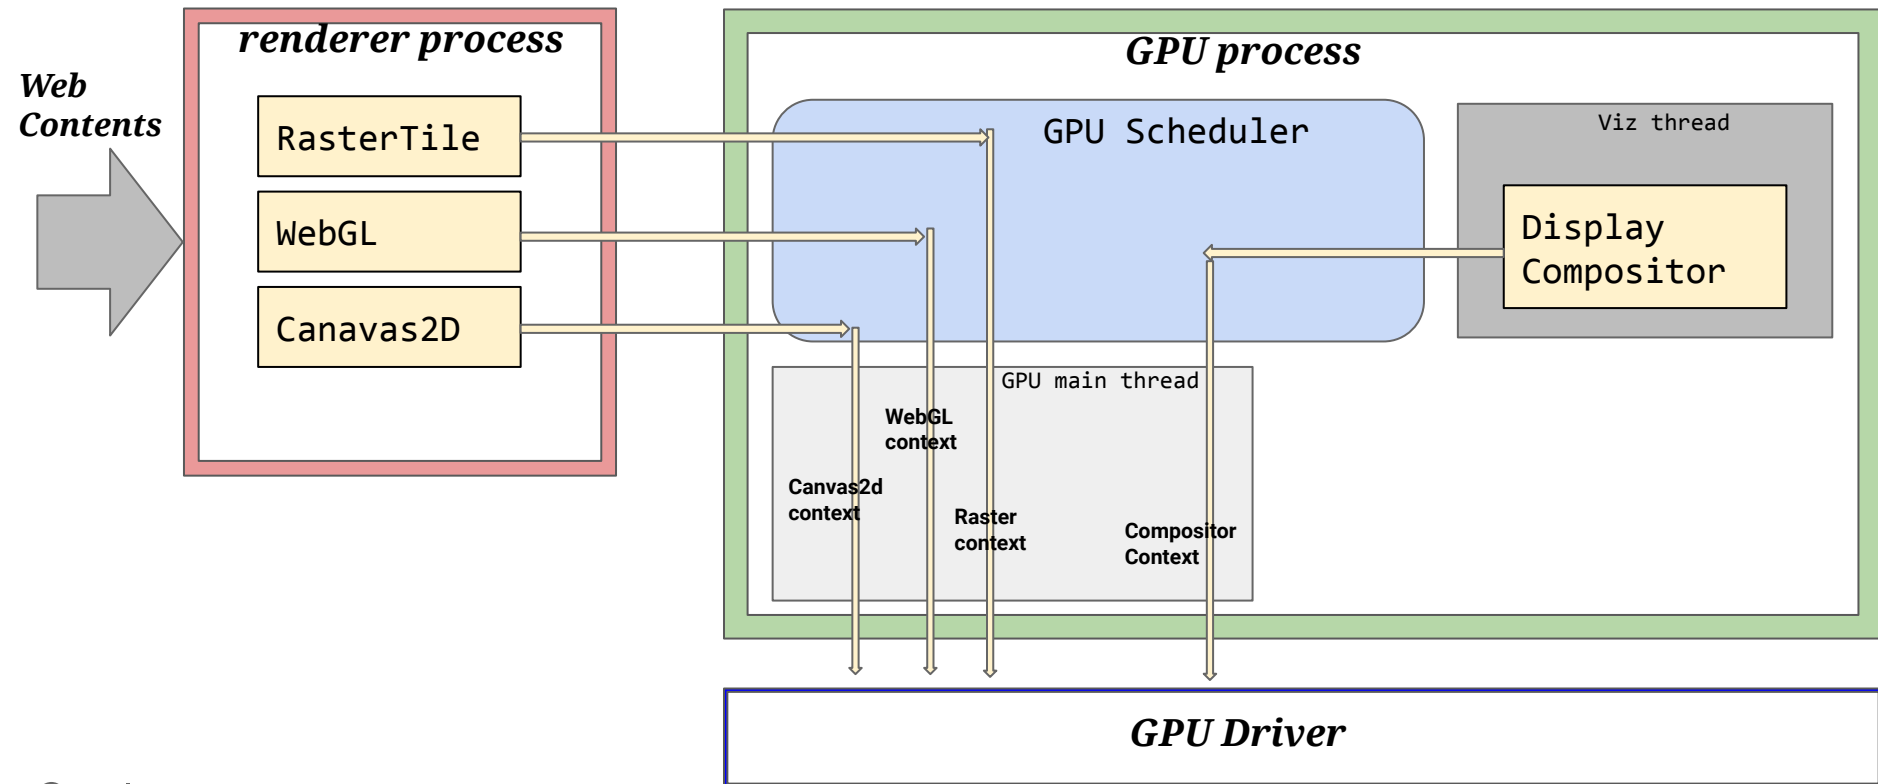 renderer process
GPU process
Web
Contents
RasterTile
WebGL
Canavas2D
GPU Scheduler
Viz thread
Display
Compositor
GPU main thread
WebGL
context
Canvas2d
context
Raster
context
Compositor
Context
GPU Driver